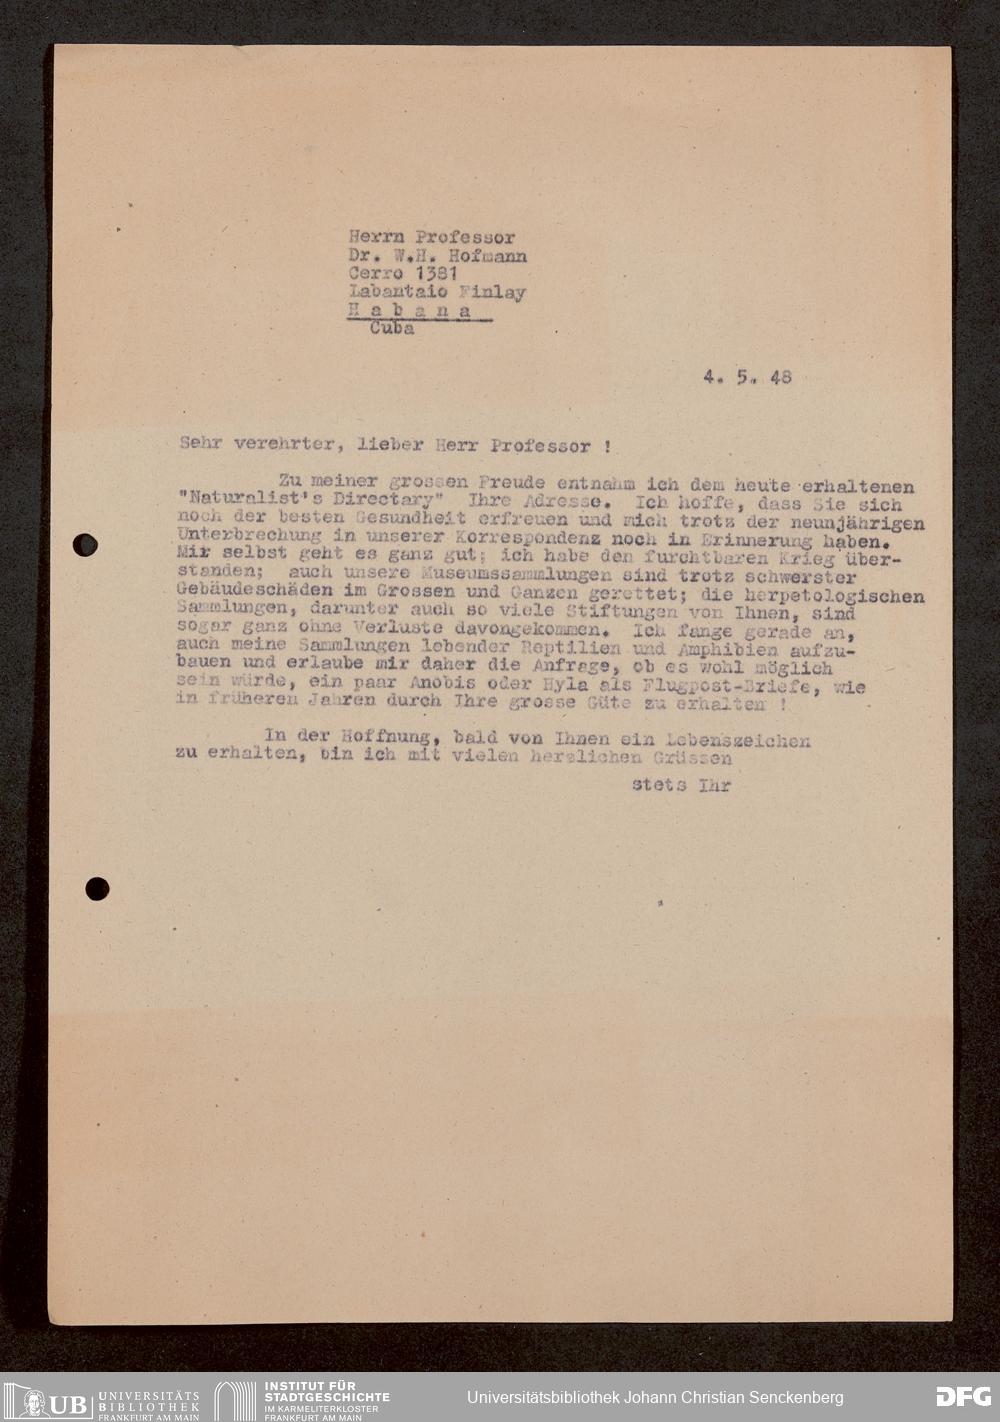 Herrn Professor
Dr. W.H. Hofmann
Cerro 1381
Labantaio Finlay
H a b a n a
Cuba
4. 5. 48
Sehr verehrter, lieber Herr Professor !
Zu meiner grossen Freude entnahm ich dem heute erhaltenen
"Naturalist's Directary" Ihre Adresse. Ich hoffe, dass Sie sich
noch der besten Gesundheit erfreuen und mich trotz der neunjährigen
Unterbrechung in unserer Korrespondenz noch in Erinnerung haben.
Mir selbst geht es ganz gut; ich habe den furchtbaren Krieg über-
standen; auch unsere Museumssammlungen sind trotz schwerster
Gebäudeschäden im Grossen und Ganzen gerettet; die herpetologischen
Sammlungen, darunter auch so viele Stiftungen von Ihnen, sind
sogar ganz ohne Verluste davongekommen. Ich fange gerade an,
auch meine Sammlungen lebender Reptilien und Amphibien aufzu-
bauen und erlaube mir daher die Anfrage, ob es wohl möglich
sein würde, ein paar Anobis oder Hyla als Flugpost-Briefe, wie
in früheren Jahren durch Ihre grosse Güte zu erhalten !
In der Hoffnung, bald von Ihnen ein Lebenszeichen
zu erhalten, bin ich mit vielen herzlichen Grüssen
stets Ihr
UB UNIVERSITÄTS
BIBLIOTHEK
FRANKFURT AM MAIN
INSTITUT FÜR
STADTGESCHICHTE
IM KARMELITERKLOSTER
FRANKFURT AM MAIN
Universitätsbibliothek Johann Christian Senckenberg
DFG